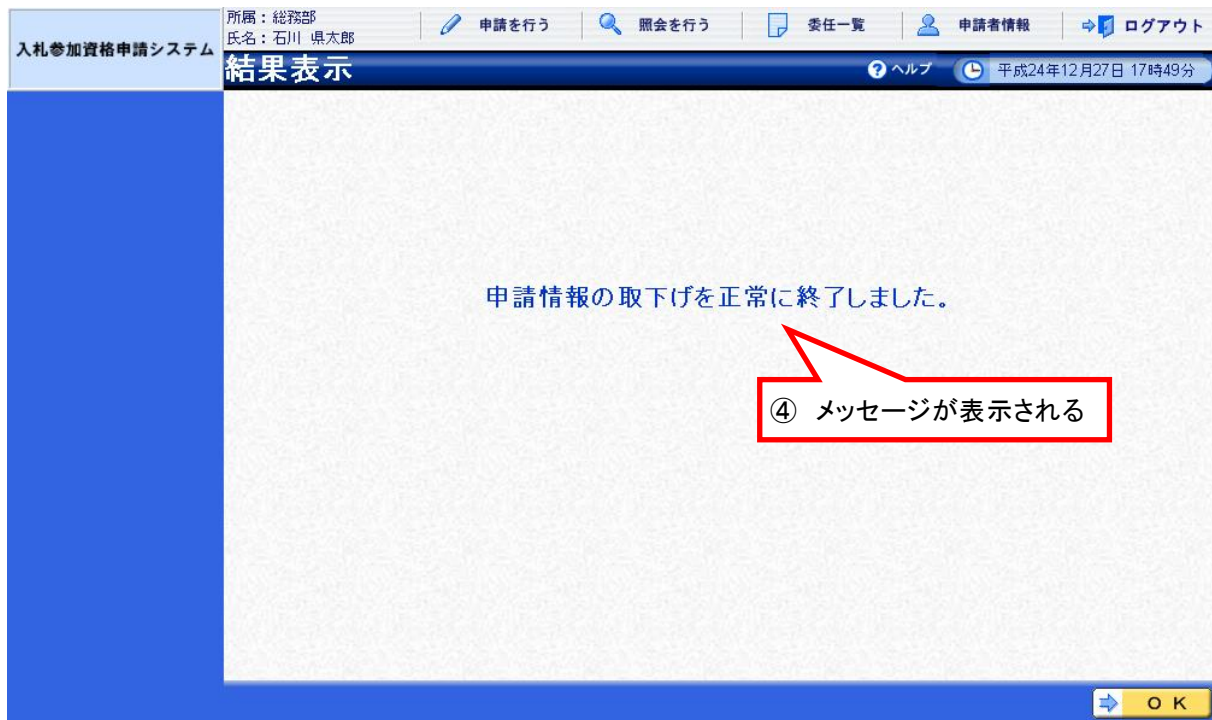 入札参加資格申請システム
所属：総務部
氏名：石川 県太郎
申請を行う
照会を行う
委任一覧
申請者情報
ログアウト
結果表示
? ヘルプ
平成24年12月27日 17時49分
申請情報の取下げを正常に終了しました。
④ メッセージが表示される
ＯＫ